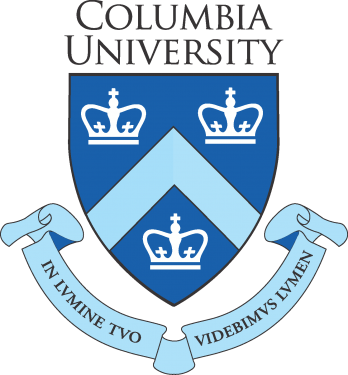 COLUMBIA
UNIVERSITY
IN LVMINE TVO VIDEBIMVS LVMEN